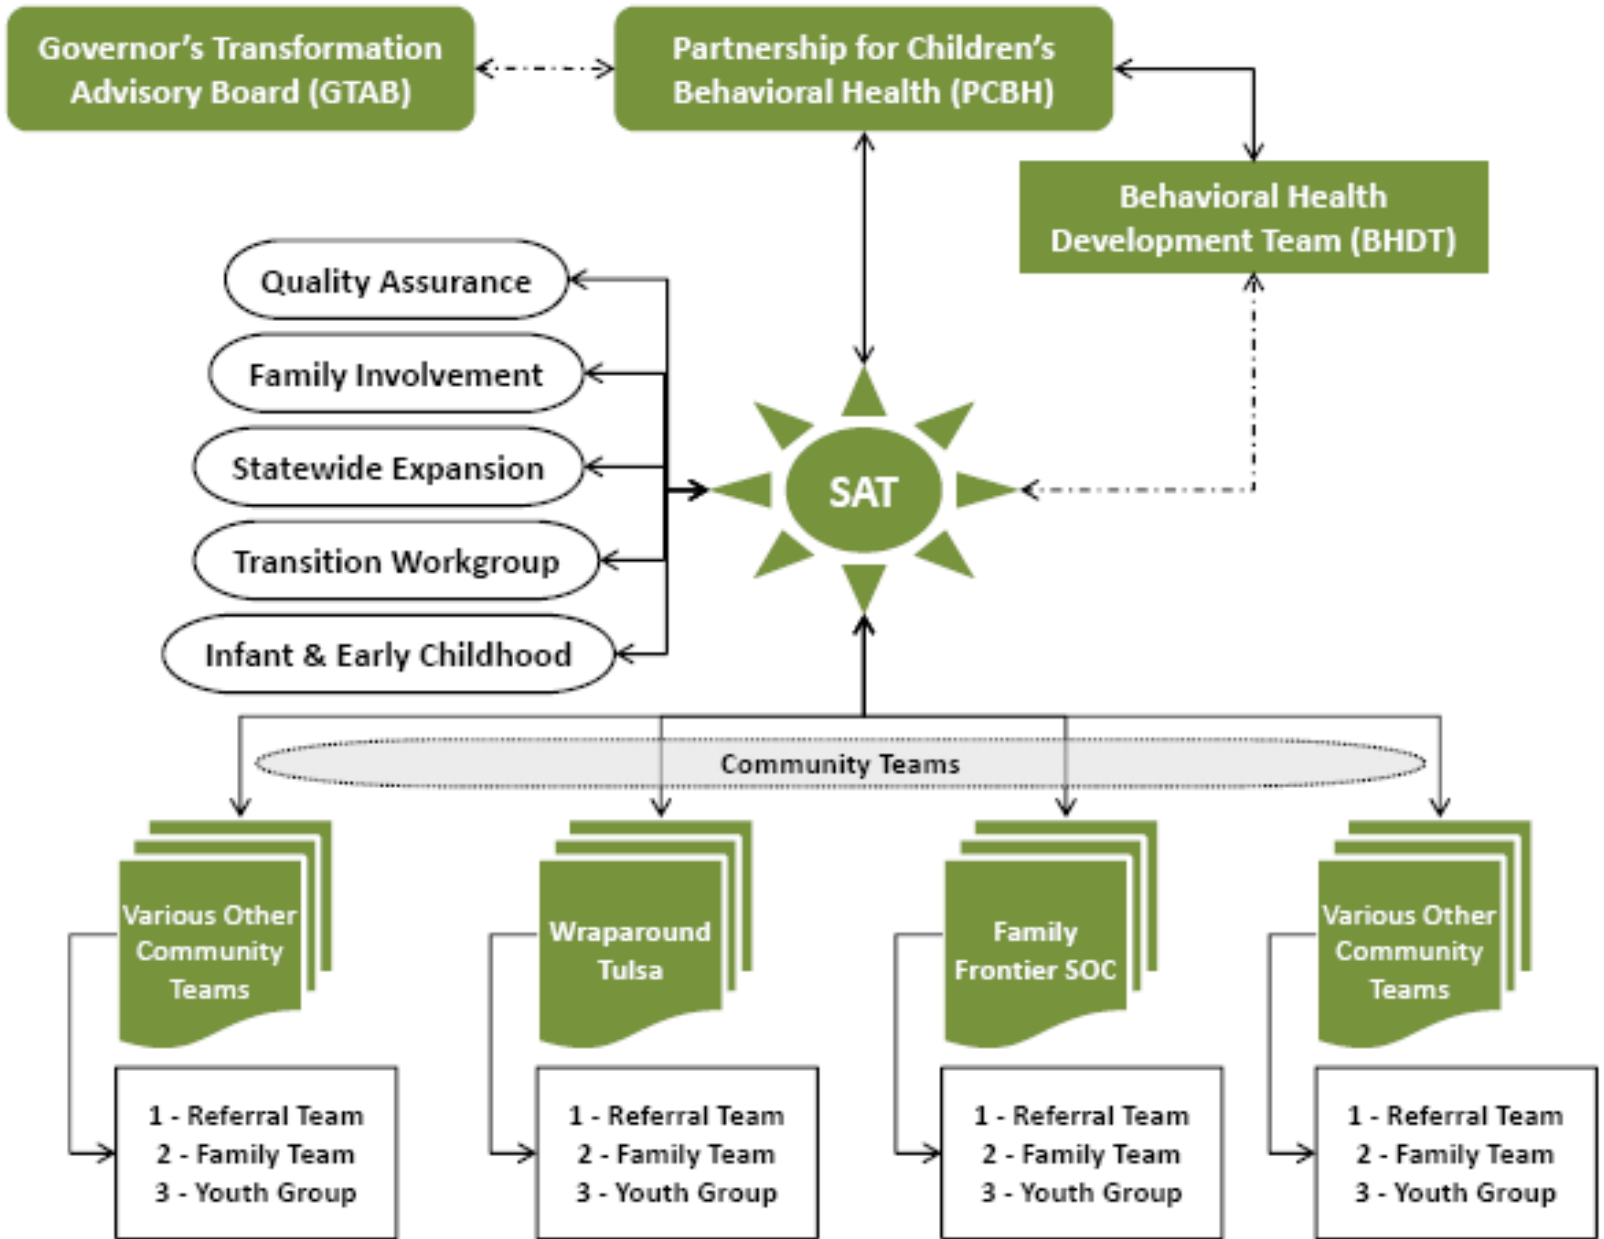 Governor's Transformation
Advisory Board (GTAB)
Partnership for Children's
Behavioral Health (PCBH)
Behavioral Health
Development Team (BHDT)
Quality Assurance
Family Involvement
Statewide Expansion
Transition Workgroup
Infant & Early Childhood
SAT
Community Teams
Various Other
Community
Teams
Wraparound
Tulsa
Family
Frontier SOC
Various Other
Community
Teams
1 - Referral Team
2 - Family Team
3 - Youth Group
1 - Referral Team
2 - Family Team
3 - Youth Group
1 - Referral Team
2 - Family Team
3 - Youth Group
1 - Referral Team
2 - Family Team
3 - Youth Group